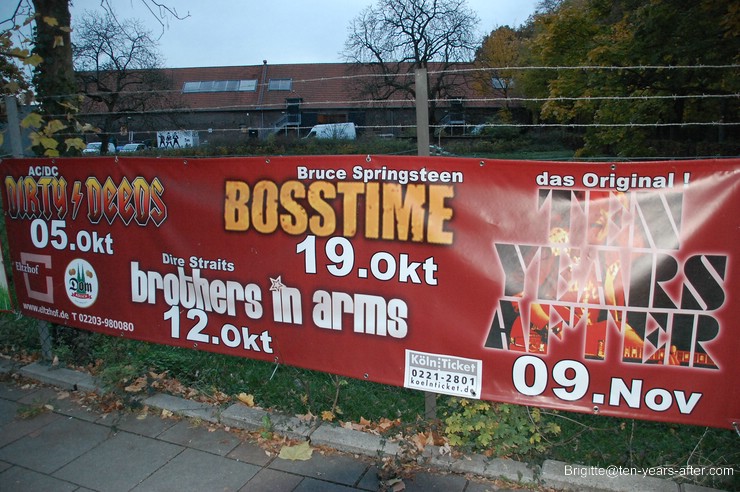 AC/DC
DIRTY DEEDS
05.Okt
Eltzhof
Dom
www.eltzhof.de T 02203-980080
Dire Straits
brothers in arms
12.Okt
Bruce Springsteen
BOSSTIME
19.Okt
Köln:Ticket
0221-2801
koelnticket.de
das Original !
TEN
YEARS
AFTER
09.Nov
Brigitte@ten-years-after.com